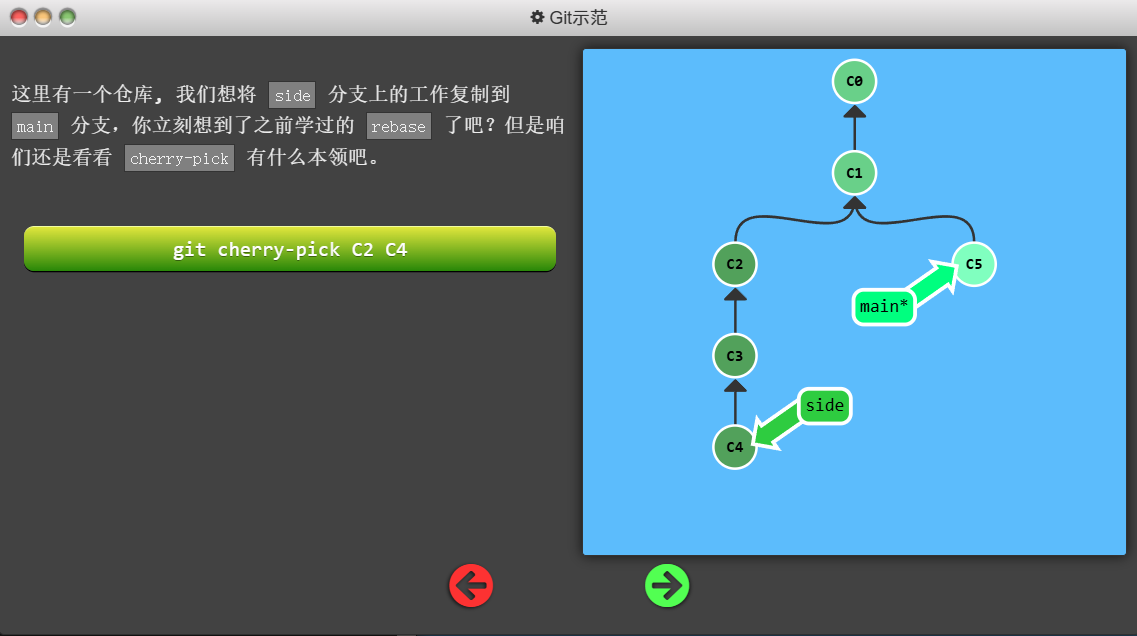 Git示范
这里有一个仓库, 我们想将 side 分支上的工作复制到
main 分支，你立刻想到了之前学过的 rebase 了吧？但是咱
们还是看看 cherry-pick 有什么本领吧。
git cherry-pick C2 C4
C0
C1
C2
C5
main*
C3
side
C4